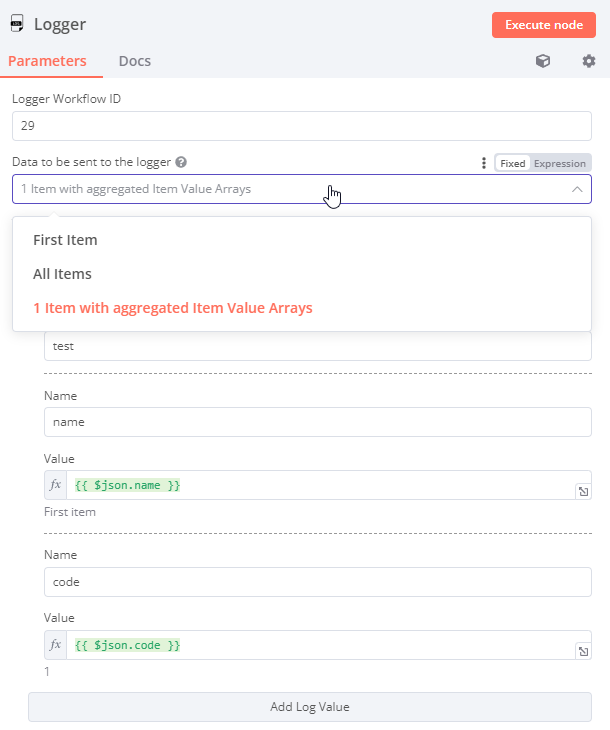 Logger
Execute node
Parameters
Docs
Logger Workflow ID
29
Data to be sent to the logger
Fixed
Expression
1 Item with aggregated Item Value Arrays
First Item
All Items
1 Item with aggregated Item Value Arrays
test
Name
name
Value
fx
{{ $json.name }}
First item
Name
code
Value
fx
{{ $json.code }}
1
Add Log Value